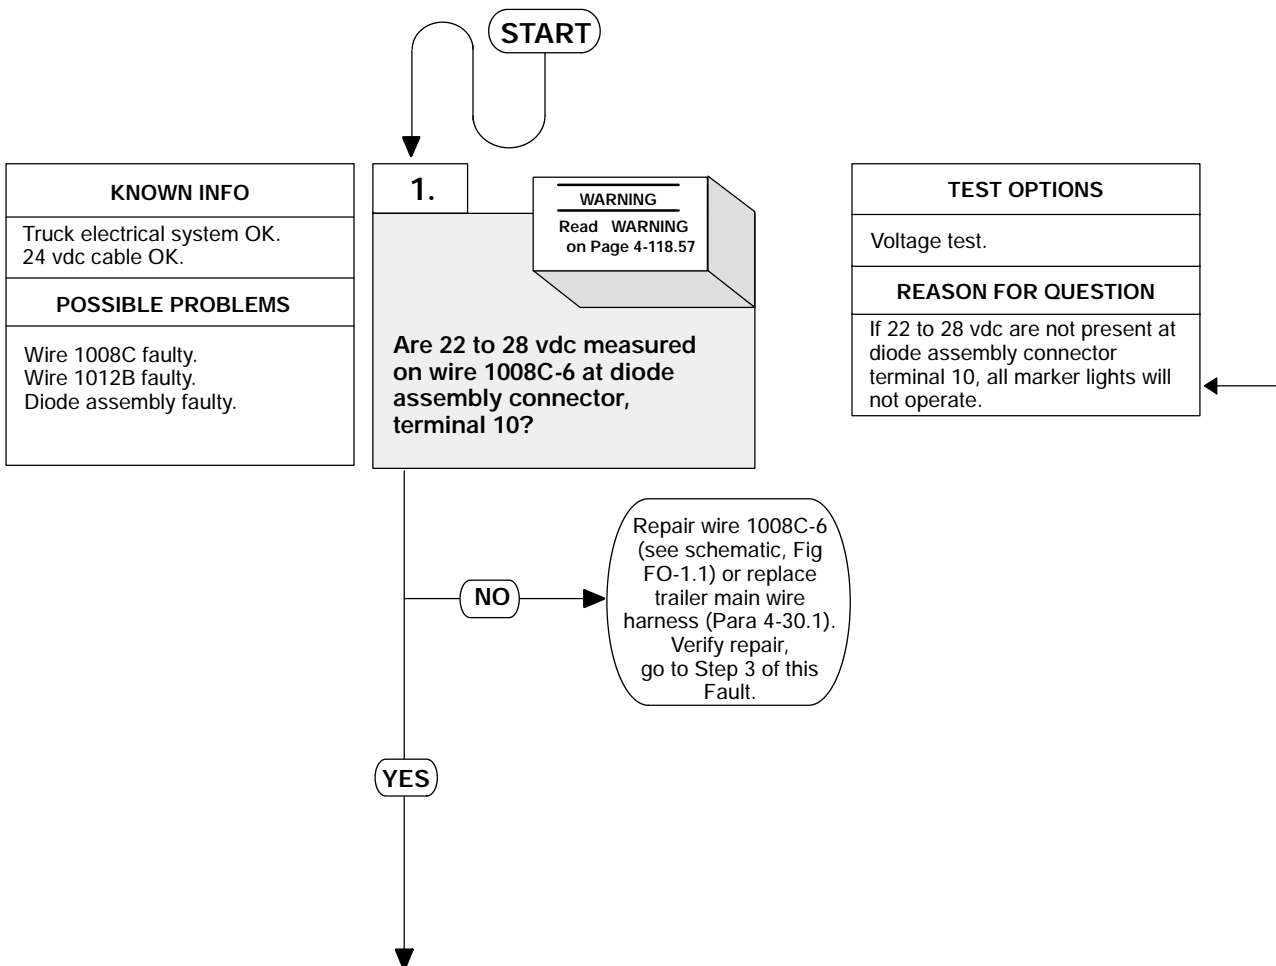 START
KNOWN INFO
Truck electrical system OK.
24 vdc cable OK.
POSSIBLE PROBLEMS
Wire 1008C faulty.
Wire 1012B faulty.
Diode assembly faulty.
1.
WARNING
Read WARNING
on Page 4-118.57
Are 22 to 28 vdc measured
on wire 1008C-6 at diode
assembly connector,
terminal 10?
TEST OPTIONS
Voltage test.
REASON FOR QUESTION
If 22 to 28 vdc are not present at
diode assembly connector
terminal 10, all marker lights will
not operate.
NO
Repair wire 1008C-6
(see schematic, Fig
FO-1.1) or replace
trailer main wire
harness (Para 4-30.1).
Verify repair,
go to Step 3 of this
Fault.
YES